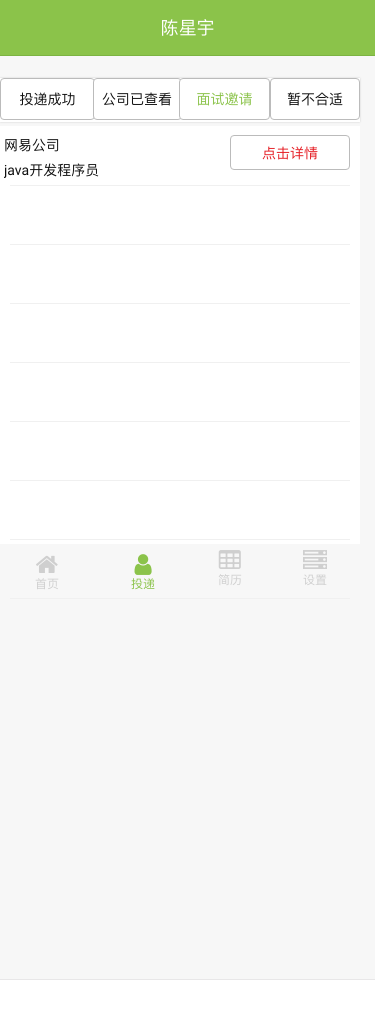 陈星宇
投递成功 公司已查看 面试邀请 暂不合适
网易公司
点击详情
java开发程序员
首页 投递 简历 设置